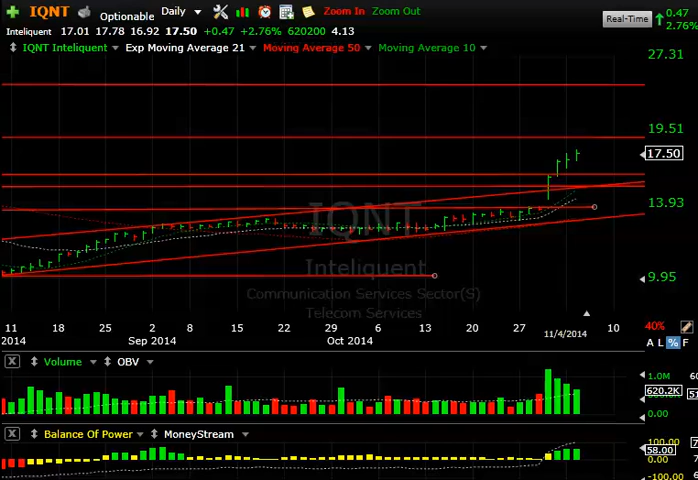 IQNT Optionable Daily Zoom In Zoom Out Real-Time 0.47
2.76%
Inteliquent 17.01 17.78 16.92 17.50 +0.47 +2.76% 620200 4.13
IQNT Inteliquent Exp Moving Average 21 Moving Average 50 Moving Average 10
27.31
19.51
17.50
13.93
9.95
IQNT
Inteliquent
Communication Services Sector(S)
Telecom Services
11 18 25 2 8 15 22 29 6 13 20 27 10 40%
2014 Sep 2014 Oct 2014 11/4/2014 A L % F
X Volume OBV
1.0M
620.2K
0.00
X Balance Of Power MoneyStream
100.00
58.00
-100.00